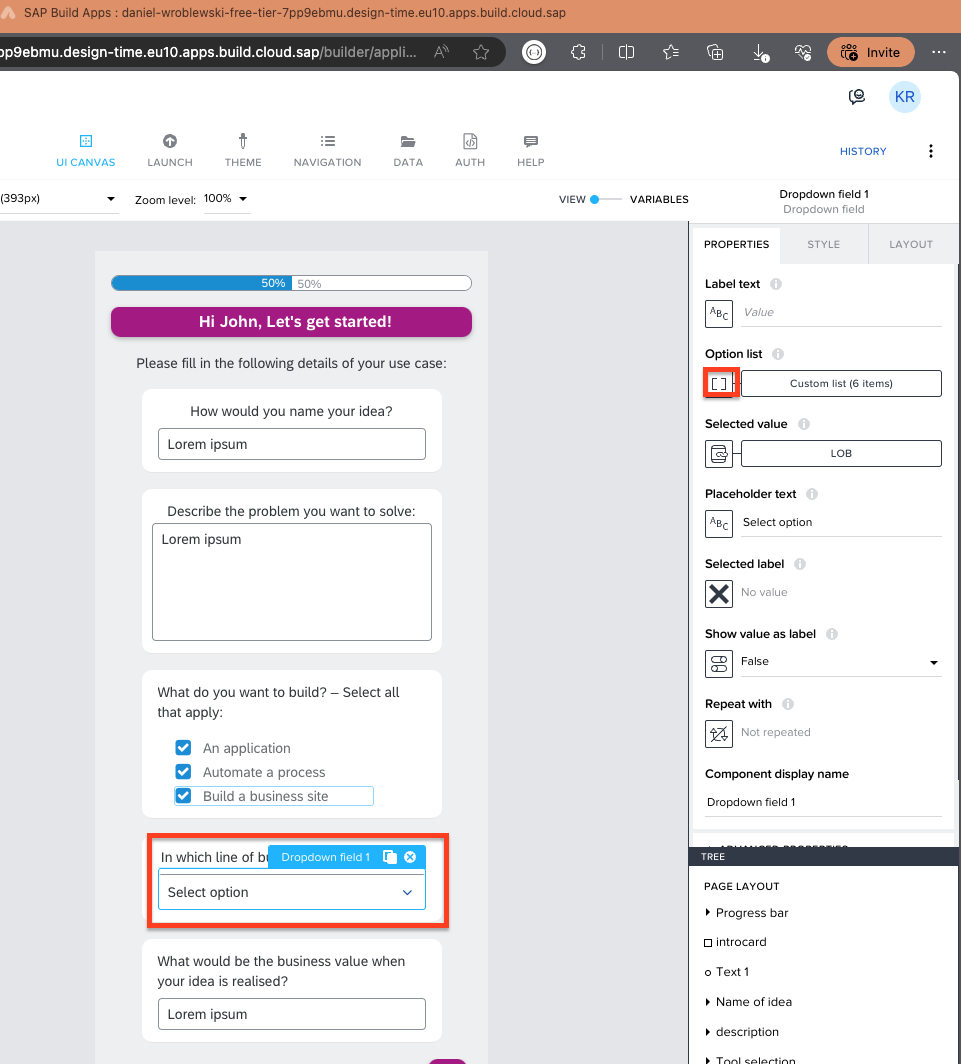 SAP Build Apps : daniel-wroblewski-free-tier-7pp9ebmu.design-time.eu10.apps.build.cloud.sap
pp9ebmu.design-time.eu10.apps.build.cloud.sap/builder/appli...
Invite
KR
UI CANVAS
LAUNCH
THEME
NAVIGATION
DATA
AUTH
HELP
HISTORY
(393px)
Zoom level: 100%
VIEW
VARIABLES
Dropdown field 1
Dropdown field
PROPERTIES
STYLE
LAYOUT
50% 50%
Hi John, Let's get started!
Please fill in the following details of your use case:
How would you name your idea?
Lorem ipsum
Describe the problem you want to solve:
Lorem ipsum
What do you want to build? – Select all
that apply:
An application
Automate a process
Build a business site
In which line of bu
Dropdown field 1
Select option
What would be the business value when
your idea is realised?
Lorem ipsum
Label text
ABC Value
Option list
Custom list (6 items)
Selected value
LOB
Placeholder text
ABC Select option
Selected label
No value
Show value as label
False
Repeat with
Not repeated
Component display name
Dropdown field 1
ADVANCED PROPERTIES
TREE
PAGE LAYOUT
Progress bar
introcard
Text 1
Name of idea
description
Tool selection